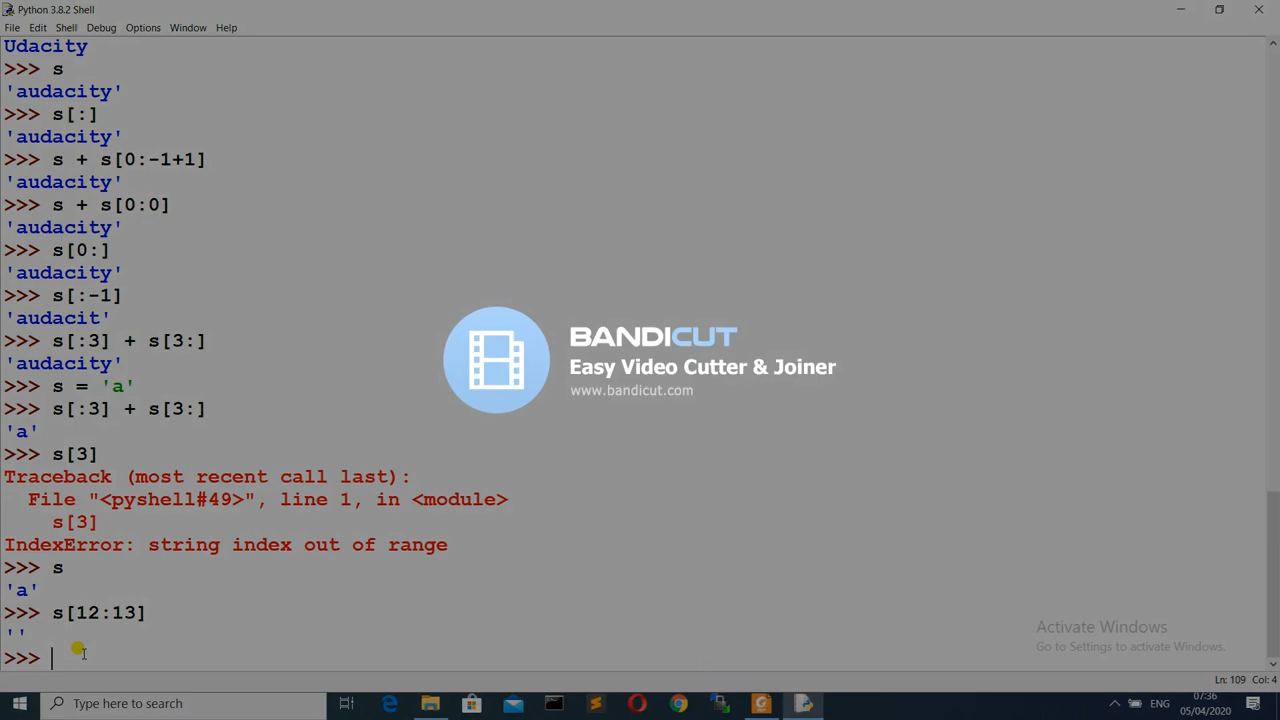 Python 3.8.2 Shell
File Edit Shell Debug Options Window Help
Udacity
>>> s
'audacity'
>>> s[:]
'audacity'
>>> s + s[0:-1+1]
'audacity'
>>> s + s[0:0]
'audacity'
>>> s[0:]
'audacity'
>>> s[:-1]
'audacit'
>>> s[:3] + s[3:]
'audacity'
>>> s = 'a'
>>> s[:3] + s[3:]
'a'
>>> s[3]
Traceback (most recent call last):
  File "<pyshell#49>", line 1, in <module>
    s[3]
IndexError: string index out of range
>>> s
'a'
>>> s[12:13]
''
>>>
BANDICUT
Easy Video Cutter & Joiner
www.bandicut.com
Activate Windows
Go to Settings to activate Windows.
Ln: 109 Col: 4
Type here to search
ENG
07:36
05/04/2020